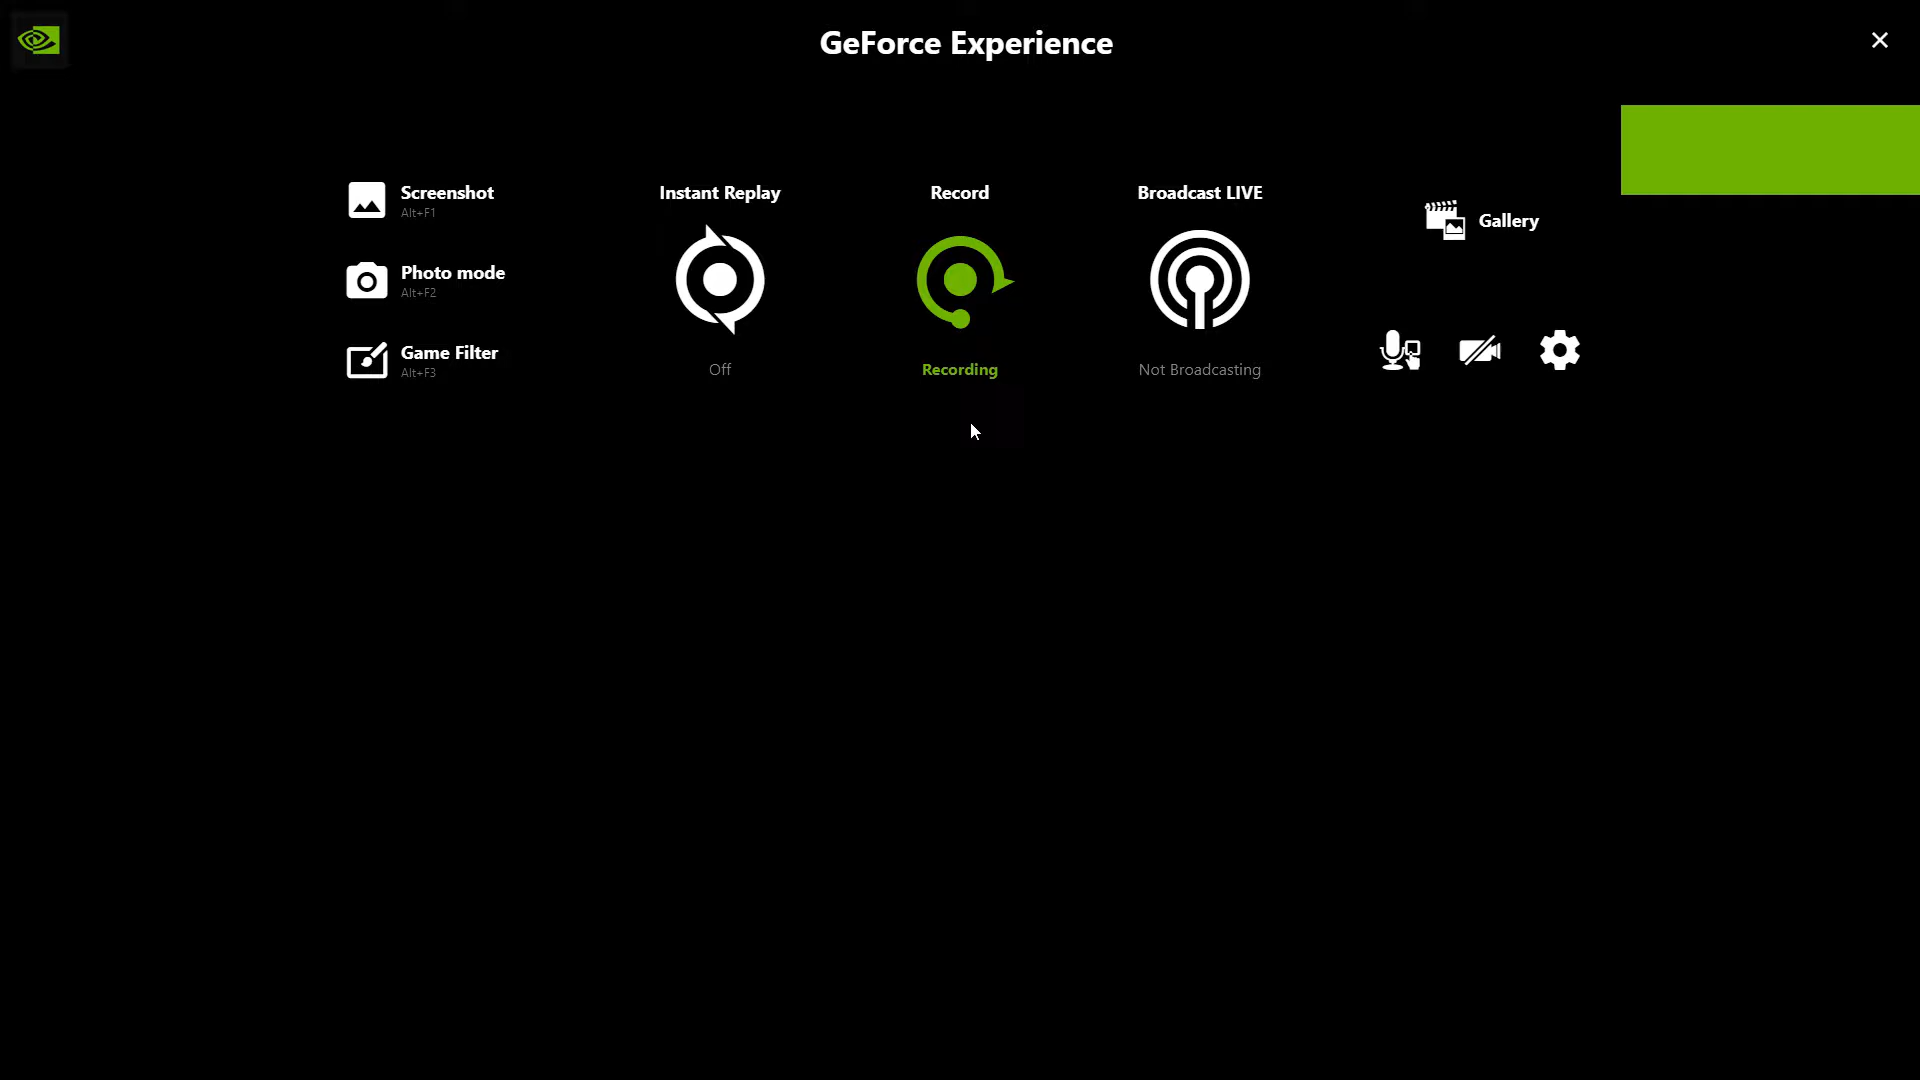 GeForce Experience
Screenshot
Alt+F1
Photo mode
Alt+F2
Game Filter
Alt+F3
Instant Replay
Off
Record
Recording
Broadcast LIVE
Not Broadcasting
Gallery